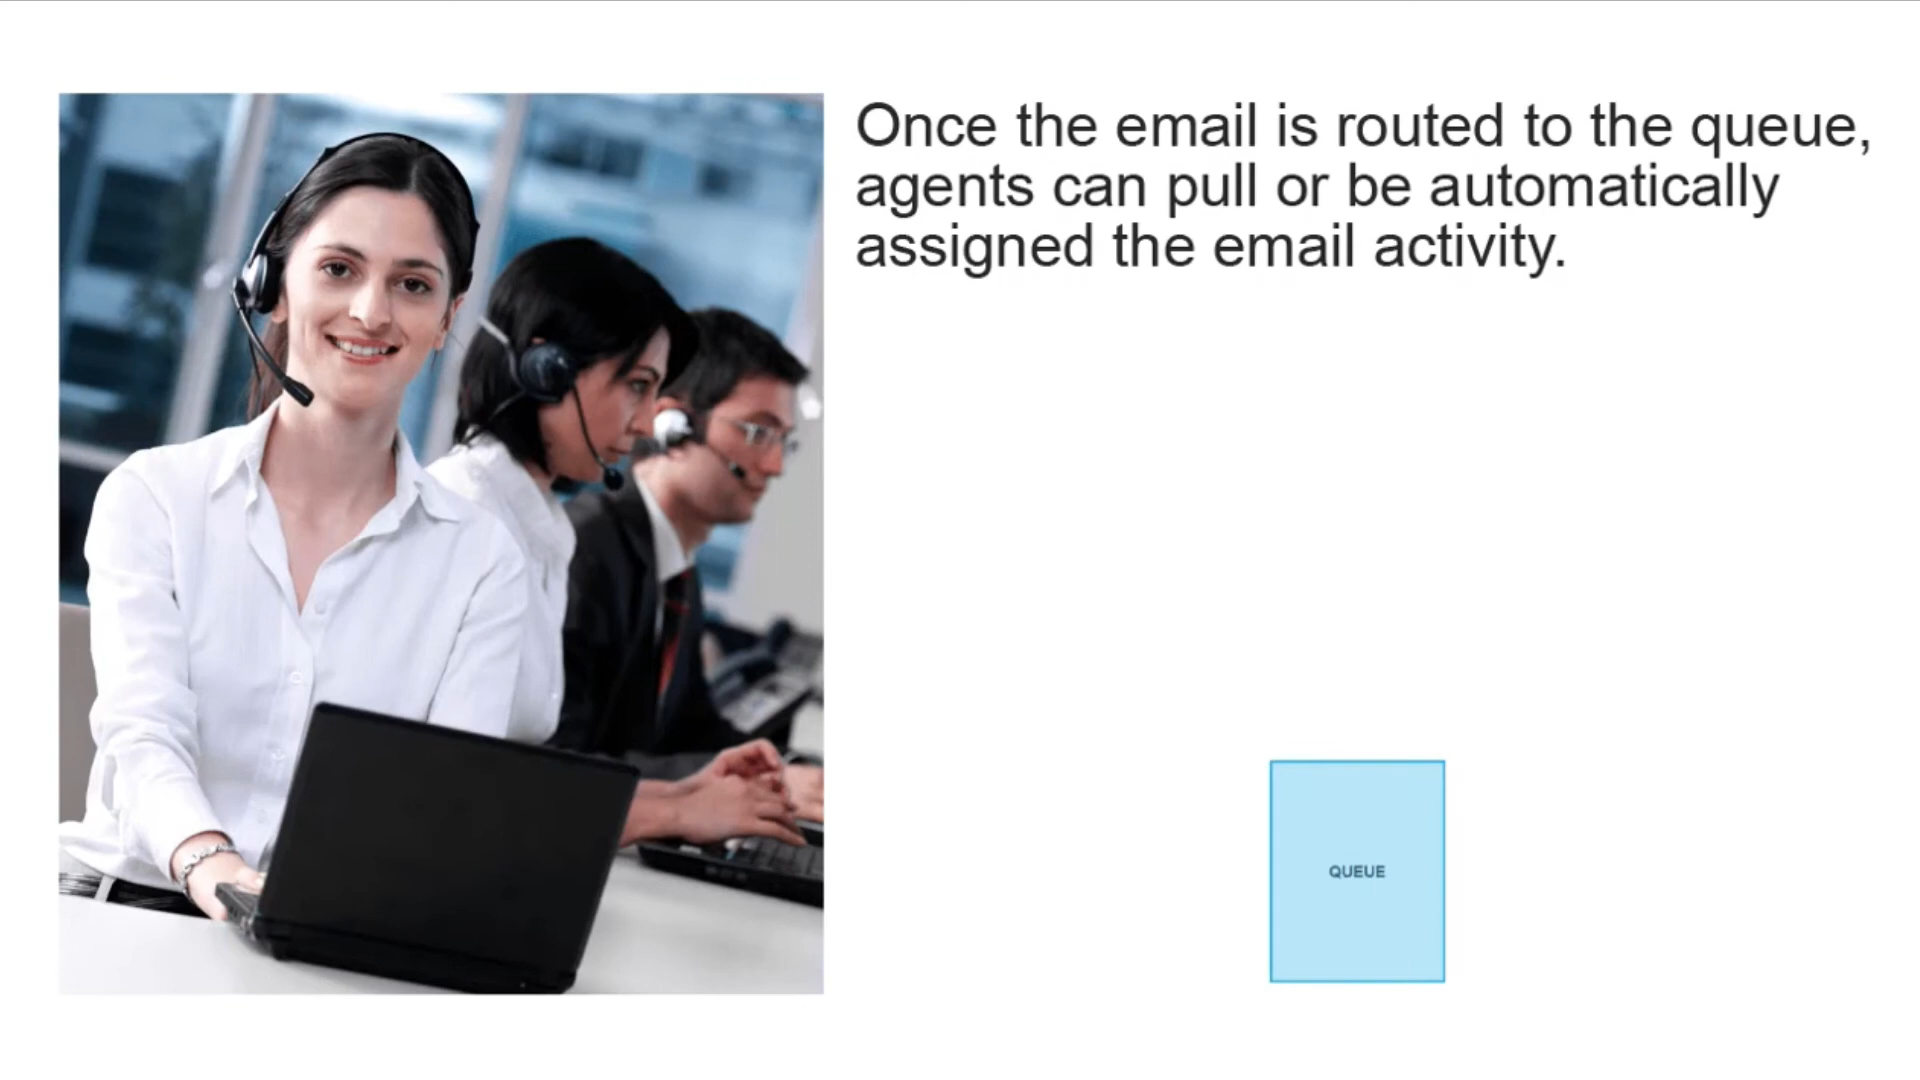 Once the email is routed to the queue,
agents can pull or be automatically
assigned the email activity.
QUEUE